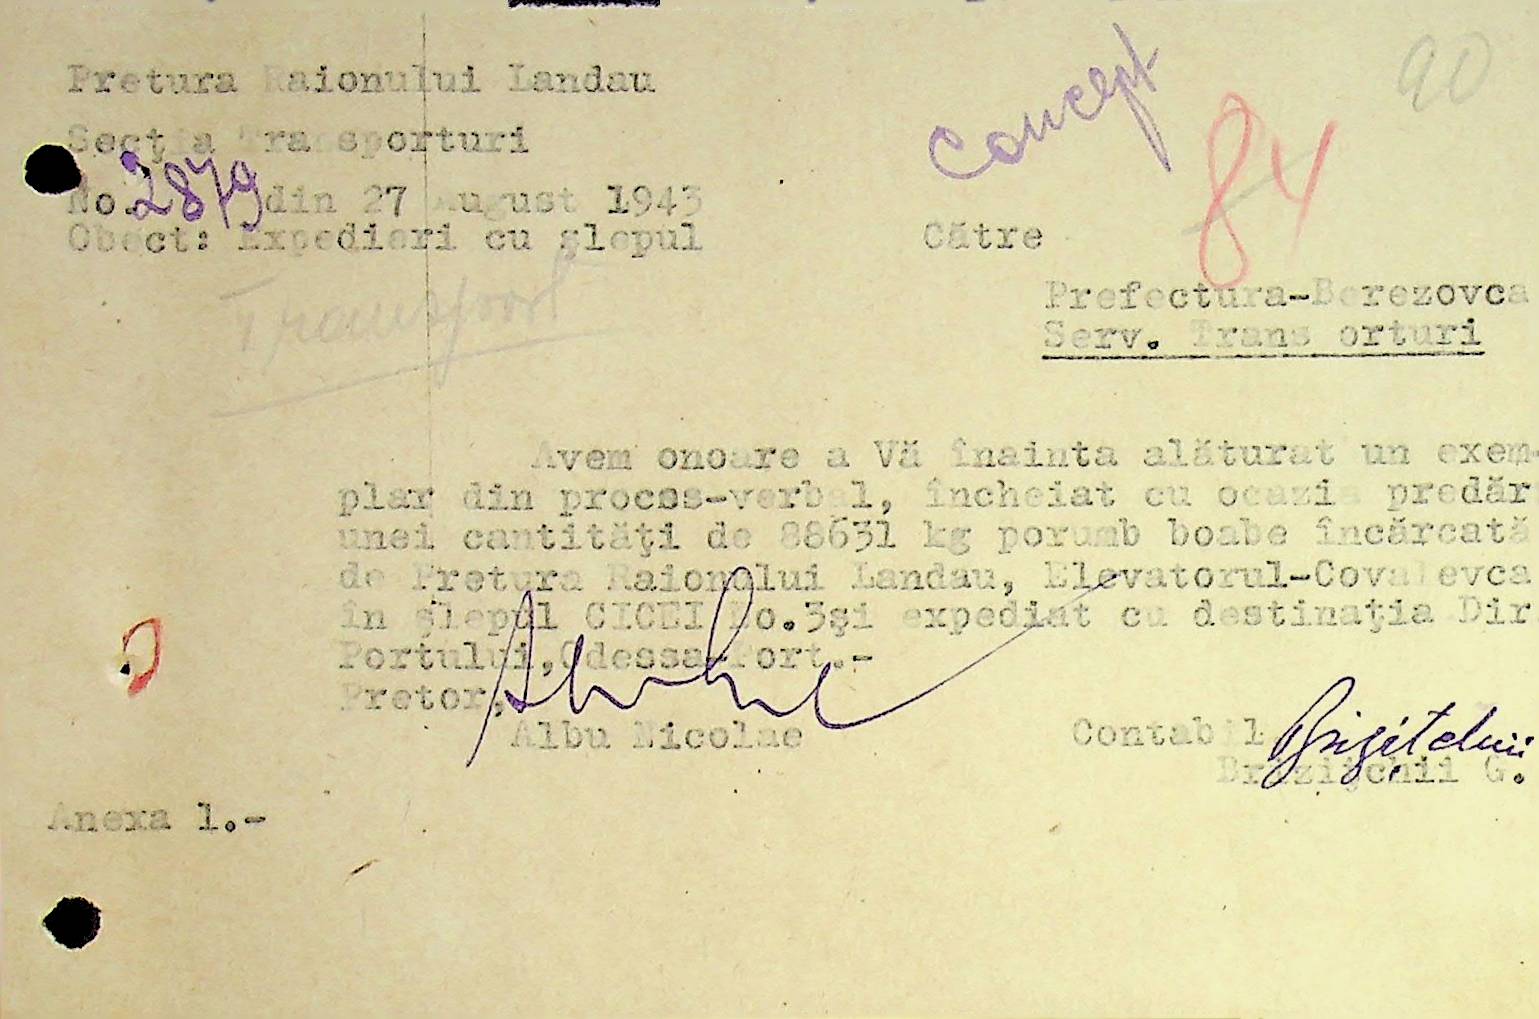 90
Concept
84
Pretura Raionului Landau
Secţia Transporturi
No. 2879 din 27 August 1943
Obect: Expedieri cu şlepul
Transport
Către
Prefectura-Berezovca
Serv. Transporturi
Avem onoare a Vă înainta alăturat un exem-
plar din proces-verbal, încheiat cu ocazia predăr
unei cantităţi de 88631 kg porumb boabe încărcată
de Pretura Raionului Landau, Elevatorul-Covalevca
în şlepul CICEI No.3şi expediat cu destinaţia Dir
Portului,Odessa-Port.-
Pretor,
Albu Nicolae
Contabil
Briziţchii G.
Anexa 1.-